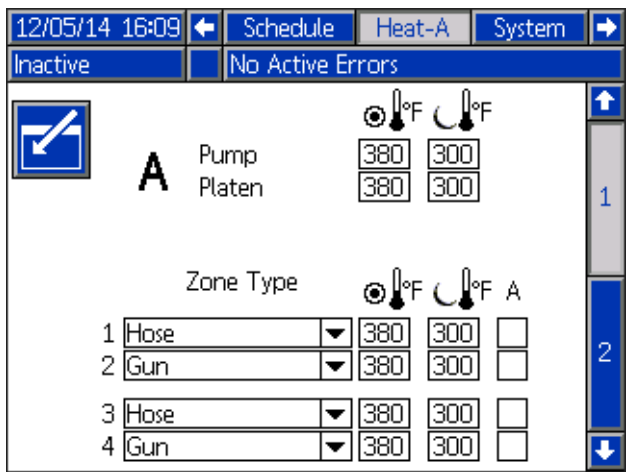 12/05/14 16:09 Schedule Heat-A System
Inactive No Active Errors
°F °F
A
Pump 380 300
Platen 380 300
1
Zone Type °F °F A
1 Hose 380 300
2 Gun 380 300
2
3 Hose 380 300
4 Gun 380 300